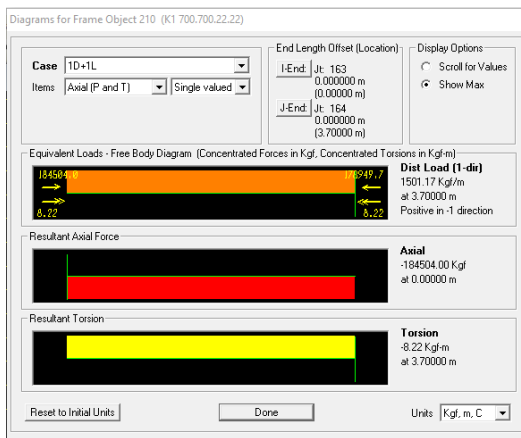 Diagrams for Frame Object 210 (K1 700.700.22.22)
Case 1D+1L
Items Axial (P and T) Single valued
End Length Offset (Location)
I-End: Jt: 163
0.000000 m
(0.00000 m)
J-End: Jt: 164
0.000000 m
(3.70000 m)
Display Options
Scroll for Values
Show Max
Equivalent Loads - Free Body Diagram (Concentrated Forces in Kgf, Concentrated Torsions in Kgf-m)
184504.0 178949.7
8.22 8.22
Dist Load (1-dir)
1501.17 Kgf/m
at 3.70000 m
Positive in -1 direction
Resultant Axial Force
Axial
-184504.00 Kgf
at 0.00000 m
Resultant Torsion
Torsion
-8.22 Kgf-m
at 3.70000 m
Reset to Initial Units Done Units Kgf, m, C